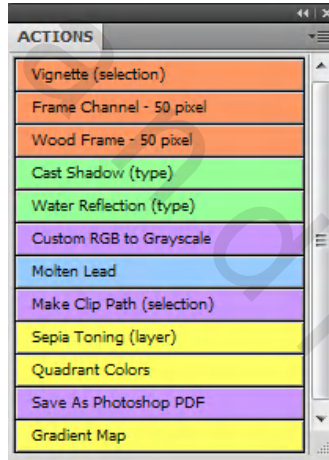 ACTIONS
Vignette (selection)
Frame Channel - 50 pixel
Wood Frame - 50 pixel
Cast Shadow (type)
Water Reflection (type)
Custom RGB to Grayscale
Molten Lead
Make Clip Path (selection)
Sepia Toning (layer)
Quadrant Colors
Save As Photoshop PDF
Gradient Map